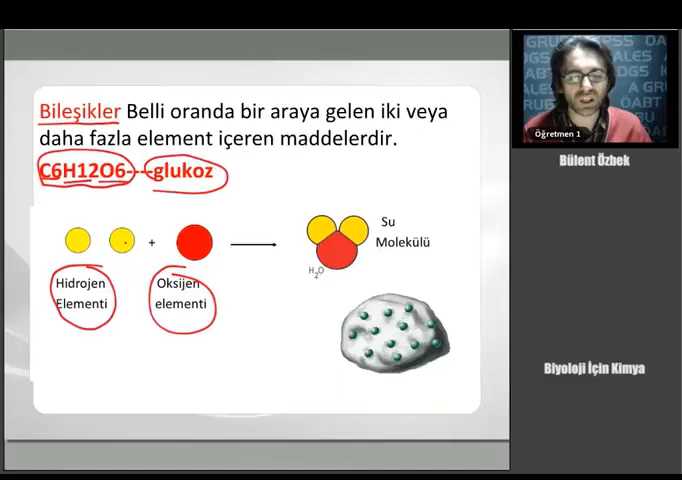 Bileşikler Belli oranda bir araya gelen iki veya
daha fazla element içeren maddelerdir.
C6H12O6---glukoz
+
Su
Molekülü
H2O
Hidrojen
Elementi
Oksijen
elementi
Öğretmen 1
Bülent Özbek
Biyoloji İçin Kimya